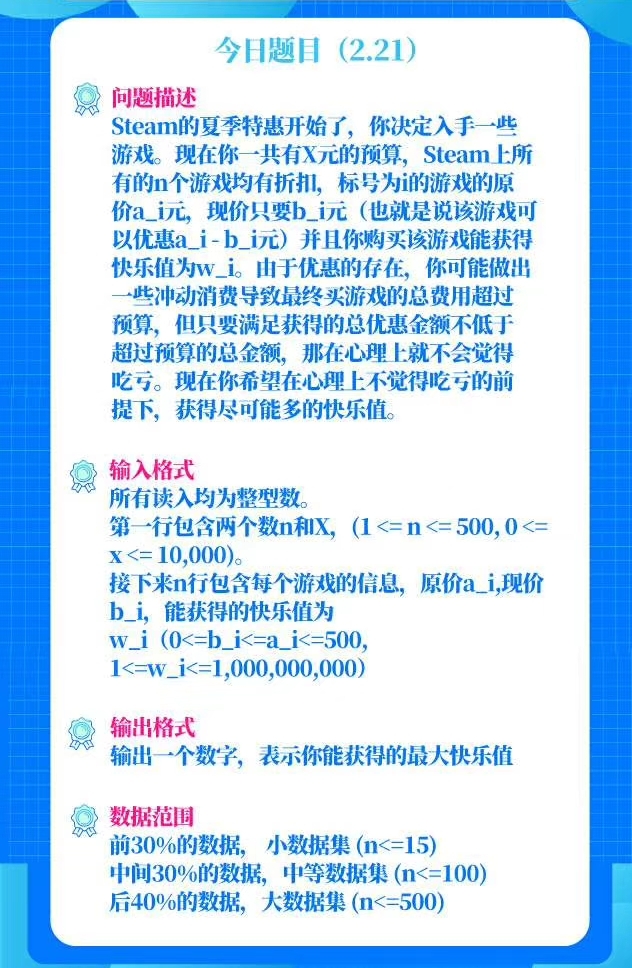 今日题目（2.21）
问题描述
Steam的夏季特惠开始了，你决定入手一些
游戏。现在你一共有X元的预算，Steam上所
有的n个游戏均有折扣，标号为i的游戏的原
价a_i元，现价只要b_i元（也就是说该游戏可
以优惠a_i - b_i元）并且你购买该游戏能获得
快乐值为w_i。由于优惠的存在，你可能做出
一些冲动消费导致最终买游戏的总费用超过
预算，但只要满足获得的总优惠金额不低于
超过预算的总金额，那在心理上就不会觉得
吃亏。现在你希望在心理上不觉得吃亏的前
提下，获得尽可能多的快乐值。
输入格式
所有读入均为整型数。
第一行包含两个数n和X，(1 <= n <= 500, 0 <=
x <= 10,000)。
接下来n行包含每个游戏的信息，原价a_i,现价
b_i，能获得的快乐值为
w_i（0<=b_i<=a_i<=500,
1<=w_i<=1,000,000,000）
输出格式
输出一个数字，表示你能获得的最大快乐值
数据范围
前30%的数据， 小数据集 (n<=15)
中间30%的数据，中等数据集 (n<=100)
后40%的数据，大数据集 (n<=500)